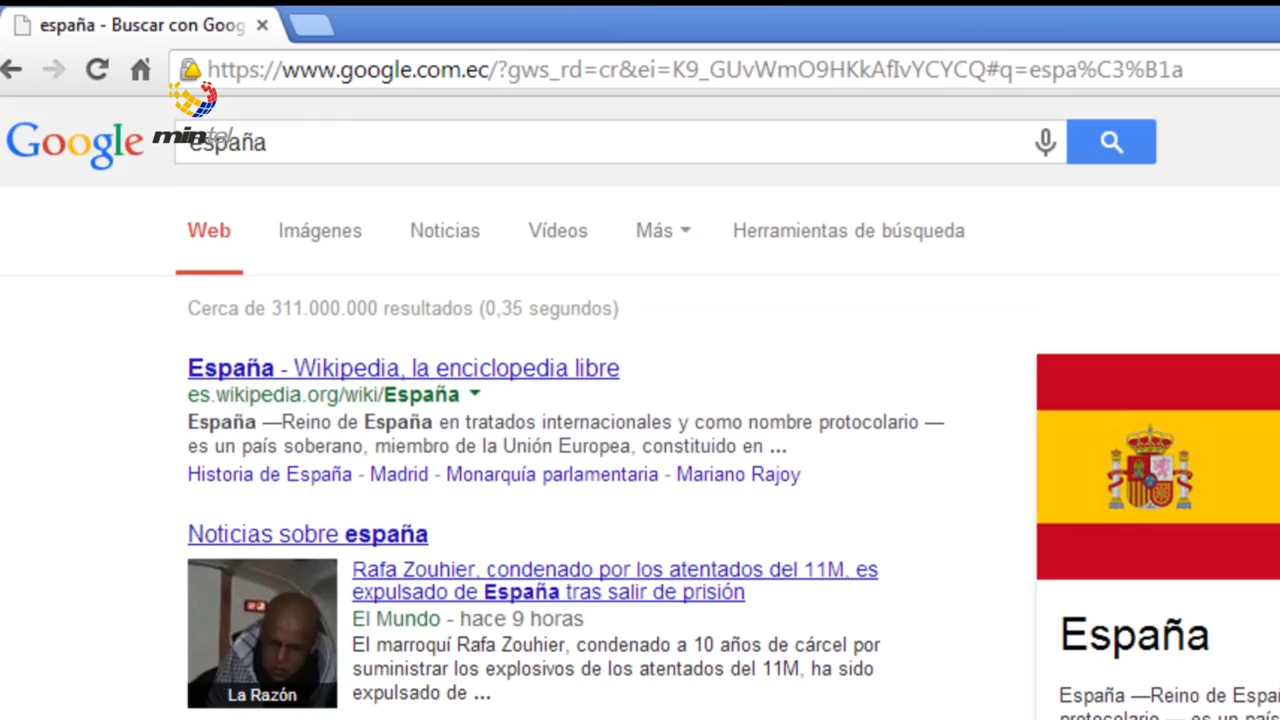 española - Buscar con Goog
https://www.google.com.ec/?gws_rd=cr&ei=K9_GUvWmO9HKkAfIvYCYCQ#q=espa%C3%B1a
Google
mintel
españa
Web Imágenes Noticias Vídeos Más Herramientas de búsqueda
Cerca de 311.000.000 resultados (0,35 segundos)
España - Wikipedia, la enciclopedia libre
es.wikipedia.org/wiki/España
España —Reino de España en tratados internacionales y como nombre protocolario —
es un país soberano, miembro de la Unión Europea, constituido en ...
Historia de España - Madrid - Monarquía parlamentaria - Mariano Rajoy
Noticias sobre españa
Rafa Zouhier, condenado por los atentados del 11M, es
expulsado de España tras salir de prisión
El Mundo - hace 9 horas
El marroquí Rafa Zouhier, condenado a 10 años de cárcel por
suministrar los explosivos de los atentados del 11M, ha sido
expulsado de ...
La Razón
España
España —Reino de Espa
protocolario — es un paí